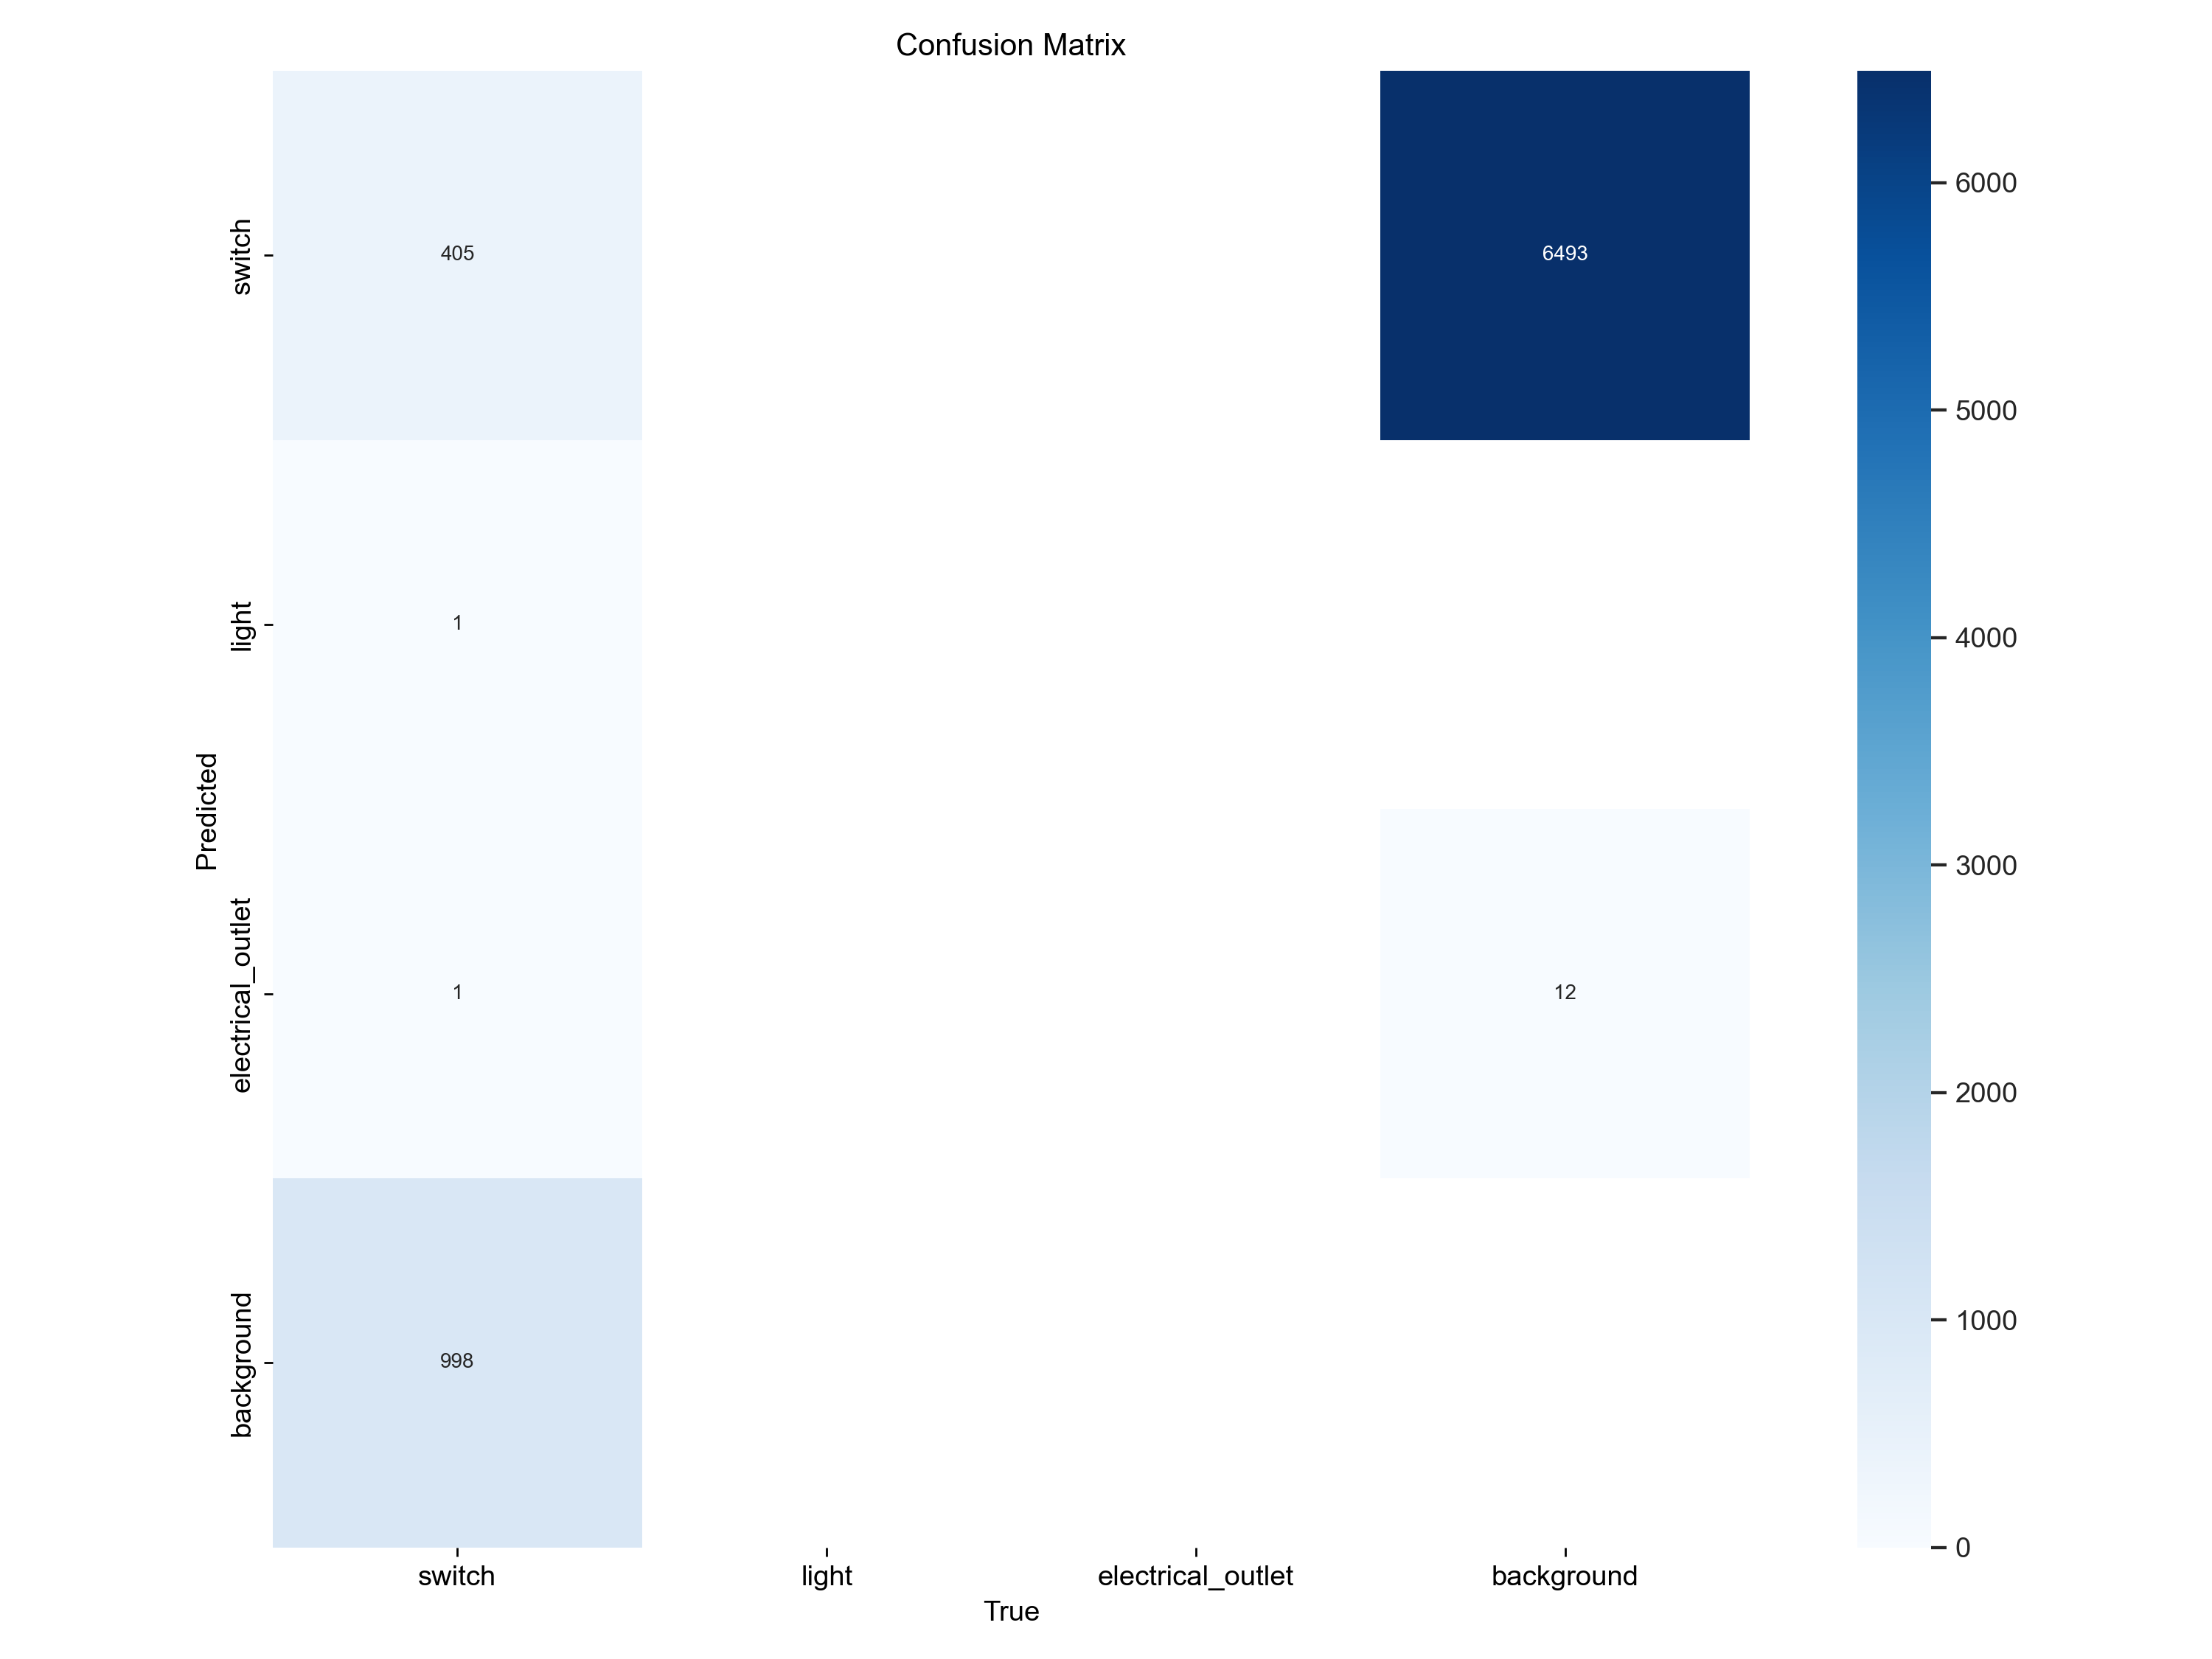 Confusion Matrix
switch
405
6493
light
1
electrical_outlet
1
12
background
998
switch
light
electrical_outlet
background
True
Predicted
6000
5000
4000
3000
2000
1000
0